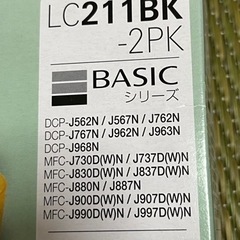 LC211BK
-2PK
BASIC
シリーズ
DCP-J562N / J567N / J762N
DCP-J767N / J962N / J963N
DCP-J968N
MFC-J730D(W)N / J737D(W)N
MFC-J830D(W)N / J837D(W)N
MFC-J880N / J887N
MFC-J900D(W)N / J907D(W)N
MFC-J990D(W)N / J997D(W)N